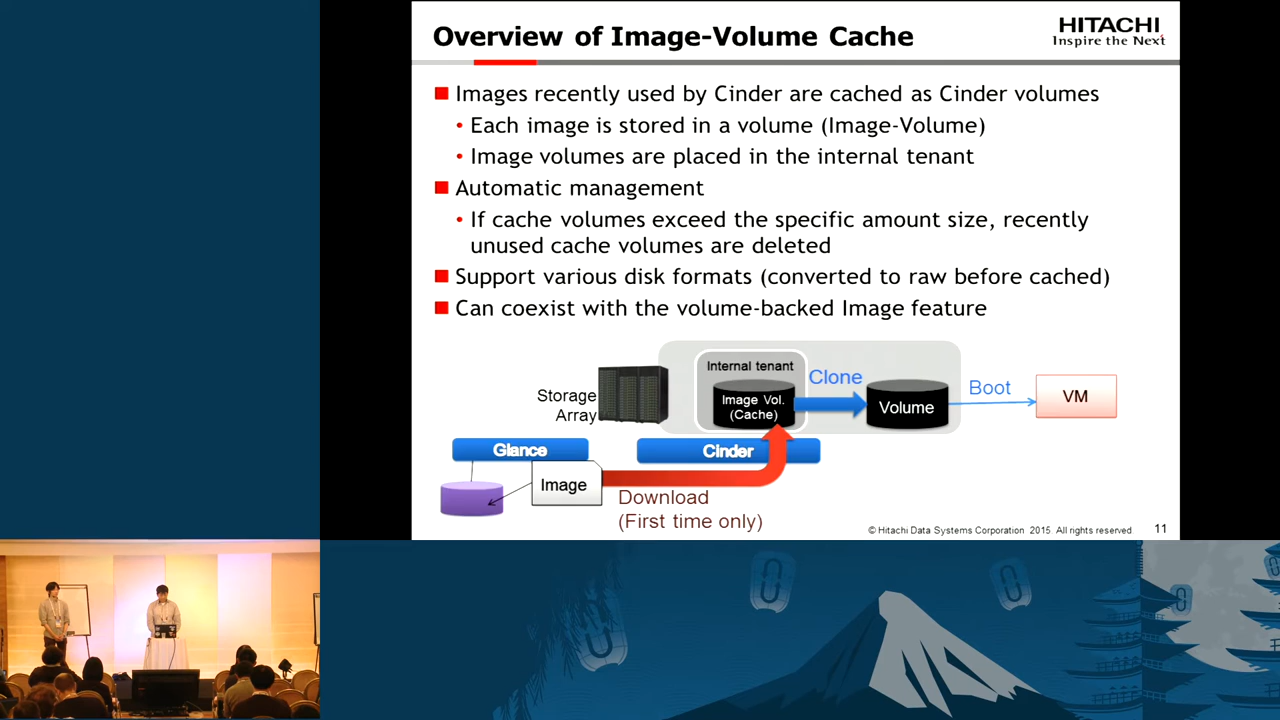 Overview of Image-Volume Cache
HITACHI
Inspire the Next
Images recently used by Cinder are cached as Cinder volumes
• Each image is stored in a volume (Image-Volume)
• Image volumes are placed in the internal tenant
Automatic management
• If cache volumes exceed the specific amount size, recently
unused cache volumes are deleted
Support various disk formats (converted to raw before cached)
Can coexist with the volume-backed Image feature
Storage
Array
Internal tenant
Image Vol.
(Cache)
Clone
Volume
Boot
VM
Glance
Cinder
Image
Download
(First time only)
© Hitachi Data Systems Corporation 2015. All rights reserved.
11